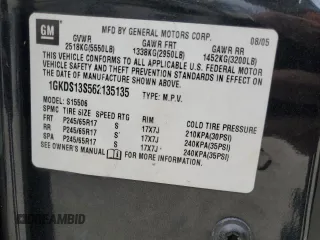 GM
MFD BY GENERAL MOTORS CORP.
08/05
GVWR GAWR FRT GAWR RR
2518KG(5550LB) 1338KG(2950LB) 1452KG(3200LB)
THIS VEHICLE CONFORMS TO ALL APPLICABLE U.S. FEDERAL MOTOR
VEHICLE SAFETY AND THEFT PREVENTION STANDARDS IN EFFECT ON
THE DATE OF MANUFACTURE SHOWN ABOVE.
1GKDS13S562135135 TYPE: M.P.V.
MODEL: S15506
SPMC TIRE SIZE SPEED RTG RIM COLD TIRE PRESSURE
FRT P245/65R17 S 17X7J 210KPA(30PSI)
RR P245/65R17 S 17X7J 240KPA(35PSI)
SPA P245/65R17 S 17X7J 240KPA(35PSI)
SEE OWNER'S MANUAL FOR ADDITIONAL INFORMATION.
AUTOBIDMASTER